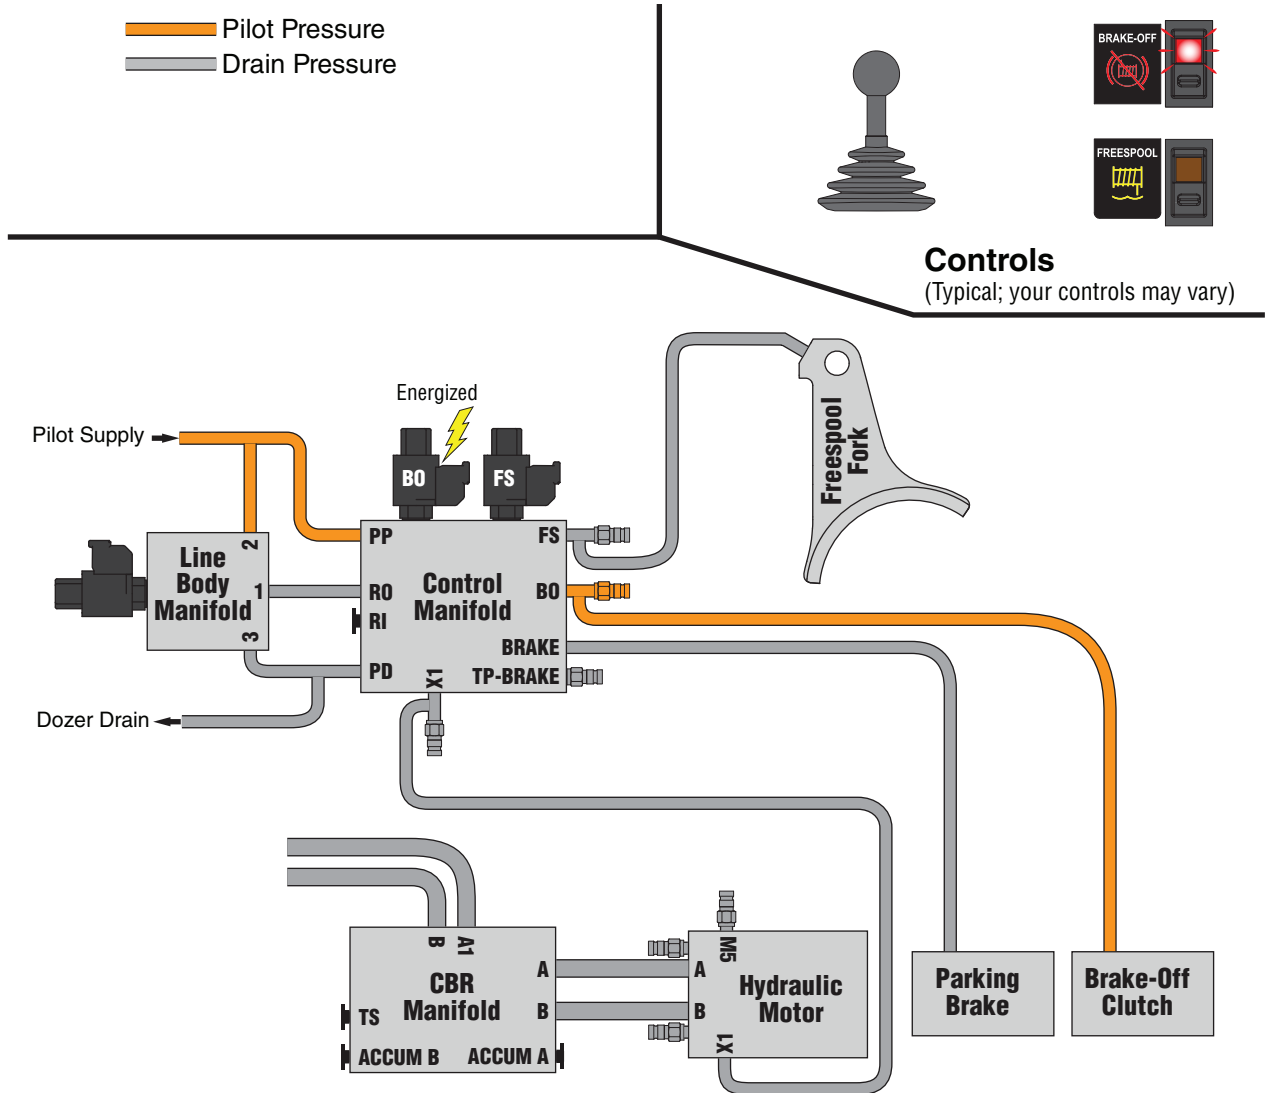 Pilot Pressure
Drain Pressure
BRAKE-OFF
FREESPOOL
Controls
(Typical; your controls may vary)
Energized
Pilot Supply
BO
FS
Freespool
Fork
Line
Body
Manifold
2
1
3
Control
Manifold
PP
RO
RI
PD
X1
FS
BO
BRAKE
TP-BRAKE
Dozer Drain
CBR
Manifold
B
A1
A
B
TS
ACCUM B
ACCUM A
Hydraulic
Motor
M5
A
B
X1
Parking
Brake
Brake-Off
Clutch